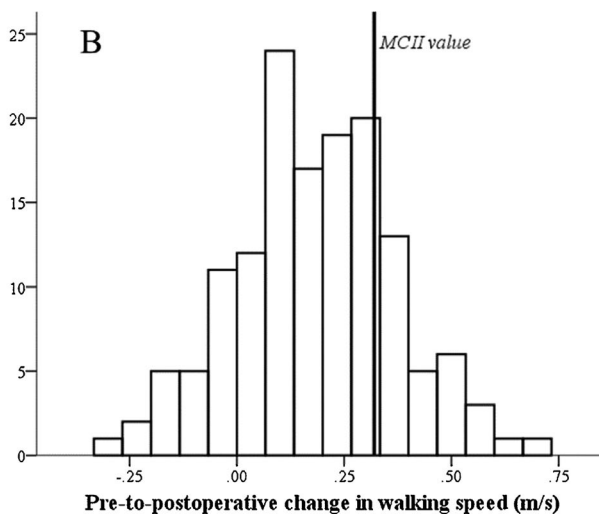 B
MCII value
25
20
15
10
5
0
-.25 .00 .25 .50 .75
Pre-to-postoperative change in walking speed (m/s)